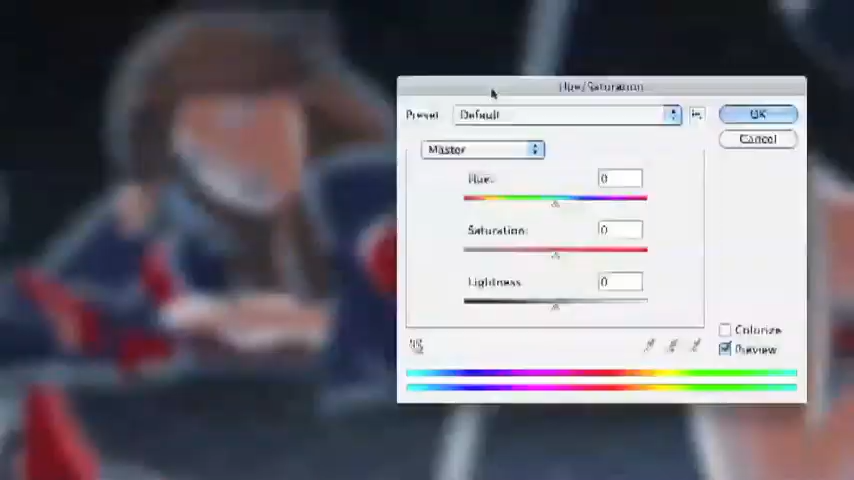 Hue/Saturation
Preset Default
OK
Cancel
Master
Hue: 0
Saturation: 0
Lightness 0
Colorize
Preview